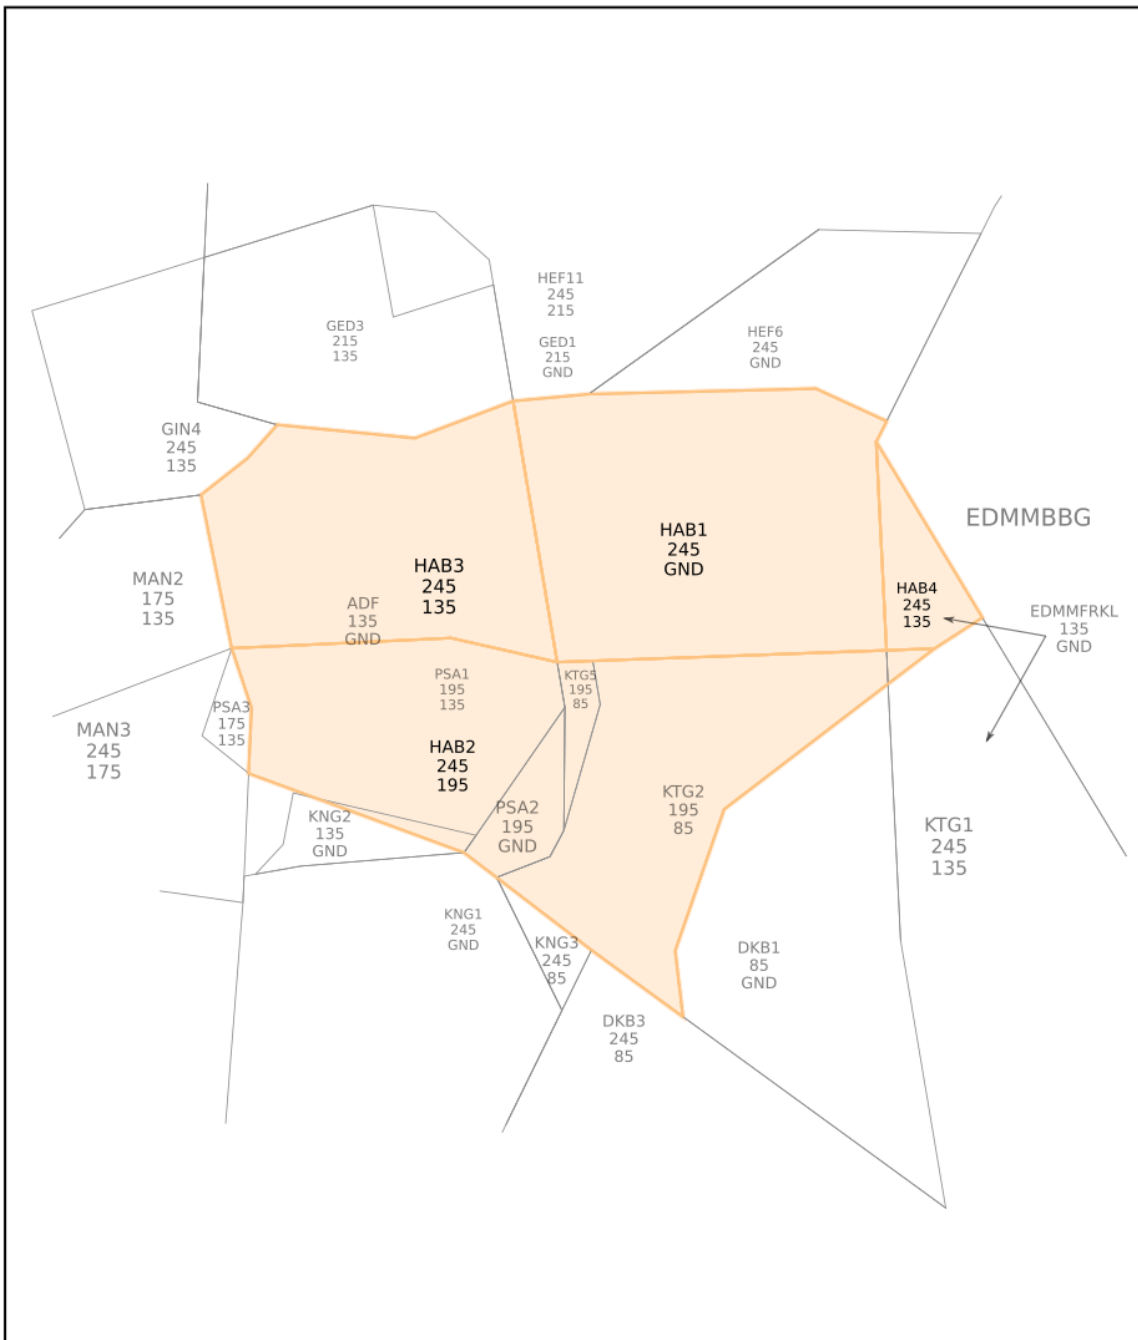 HEF11
245
215
GED3
215
135
GED1
215
GND
HEF6
245
GND
GIN4
245
135
EDMMBBG
HAB1
245
GND
HAB3
245
135
MAN2
175
135
ADF
135
GND
HAB4
245
135
EDMMFRKL
135
GND
PSA1
195
135
KTG5
195
85
PSA3
175
135
MAN3
245
175
HAB2
245
195
KTG2
195
85
PSA2
195
GND
KNG2
135
GND
KTG1
245
135
KNG1
245
GND
KNG3
245
85
DKB1
85
GND
DKB3
245
85